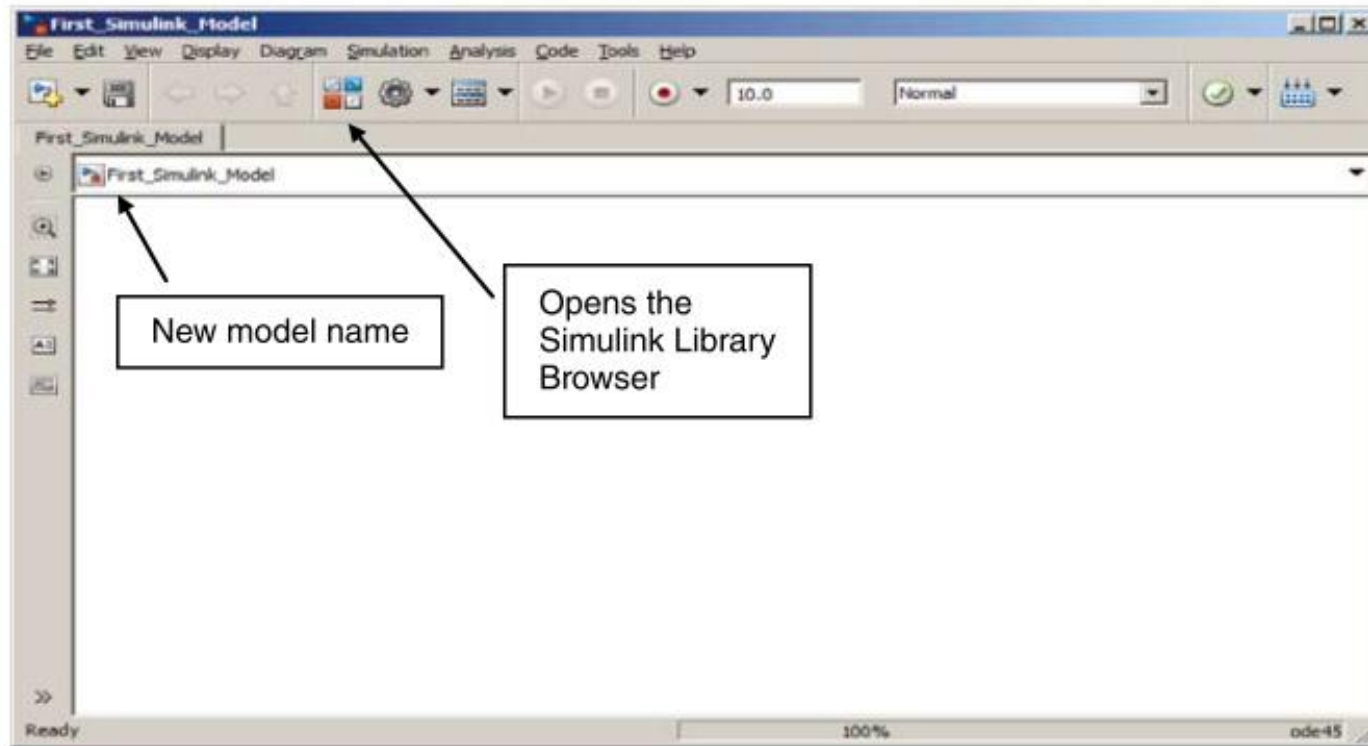 First_Simulink_Model
File Edit View Display Diagram Simulation Analysis Code Tools Help
10.0 Normal
First_Simulink_Model
First_Simulink_Model
New model name
Opens the
Simulink Library
Browser
Ready 100% ode45